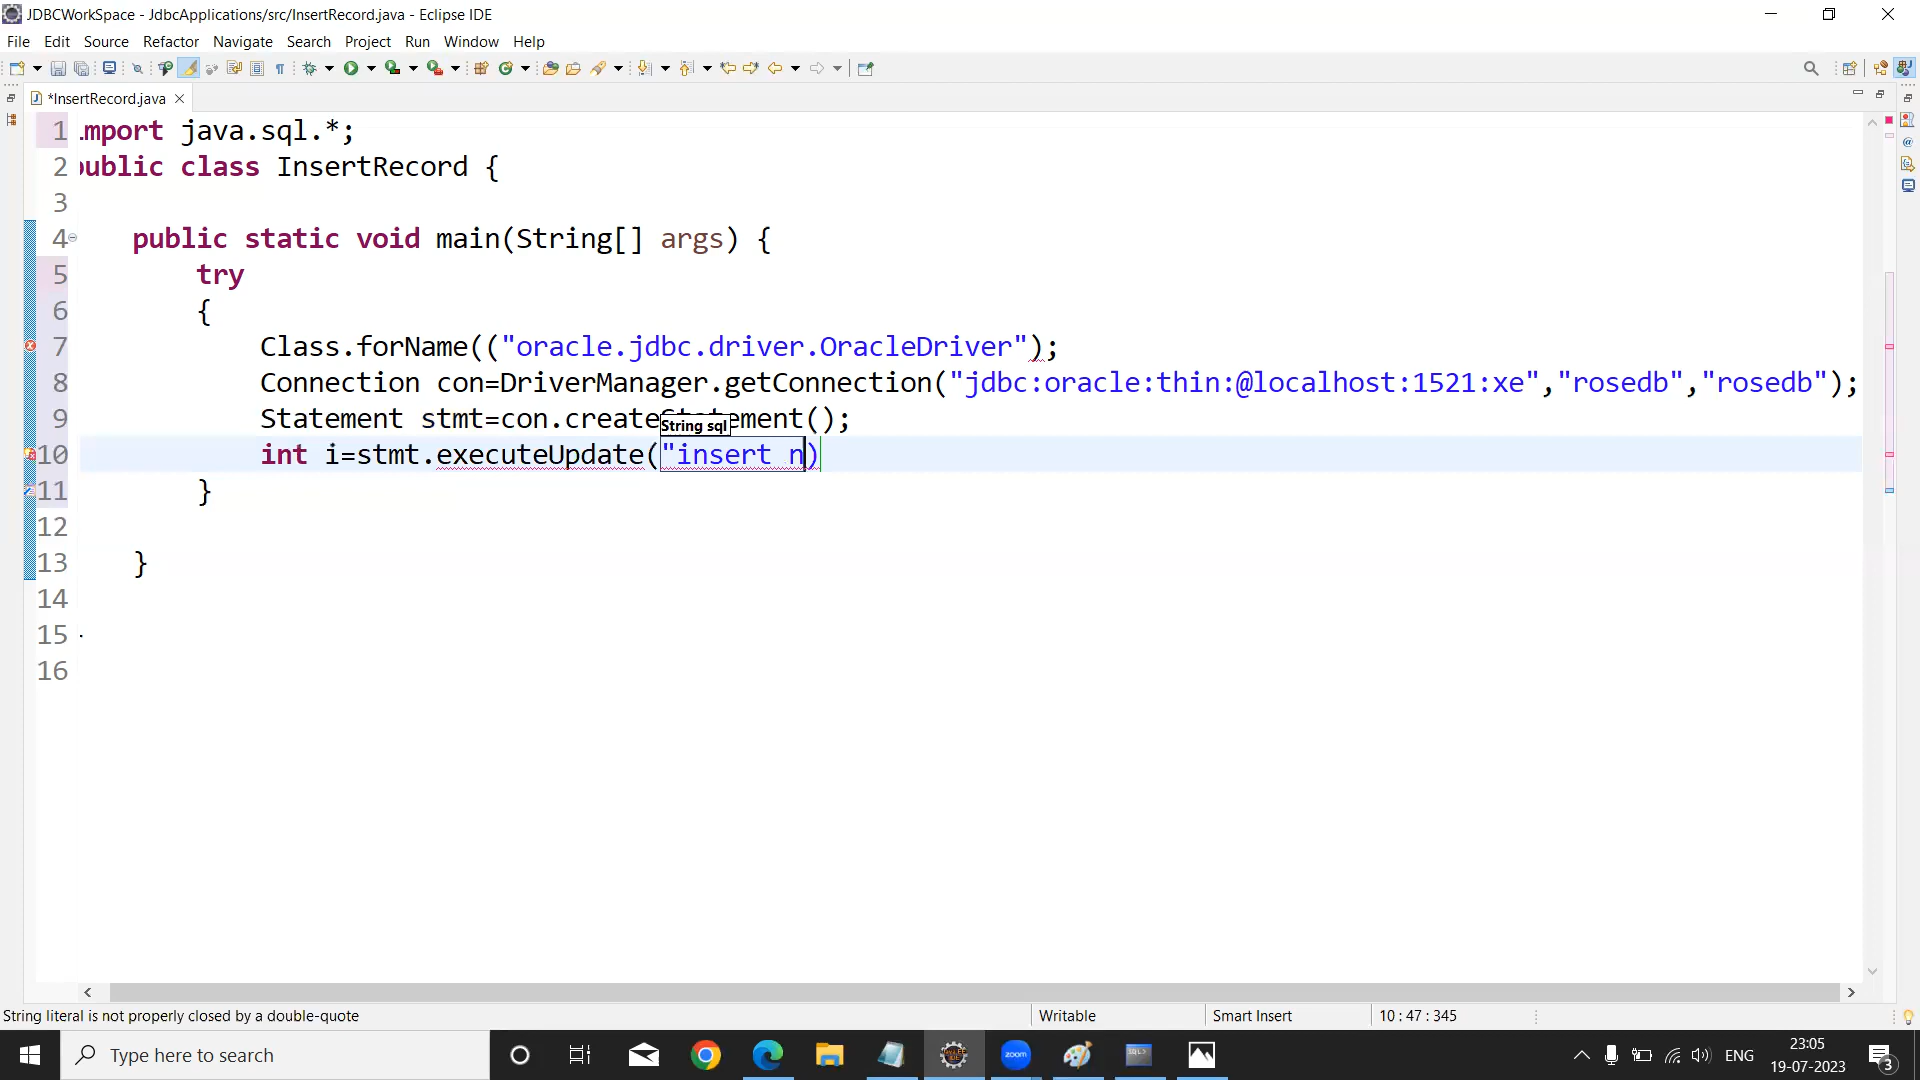 JDBCWorkSpace - JdbcApplications/src/InsertRecord.java - Eclipse IDE
File Edit Source Refactor Navigate Search Project Run Window Help
*InsertRecord.java
1 import java.sql.*;
2 public class InsertRecord {
3
4 public static void main(String[] args) {
5 try
6 {
7 Class.forName(("oracle.jdbc.driver.OracleDriver");
8 Connection con=DriverManager.getConnection("jdbc:oracle:thin:@localhost:1521:xe","rosedb","rosedb");
9 Statement stmt=con.createStatement();
String sql
10 int i=stmt.executeUpdate("insert n)
11 }
12
13 }
14
15
16
String literal is not properly closed by a double-quote Writable Smart Insert 10 : 47 : 345
Type here to search zoom SQL> ENG 23:05
19-07-2023 3